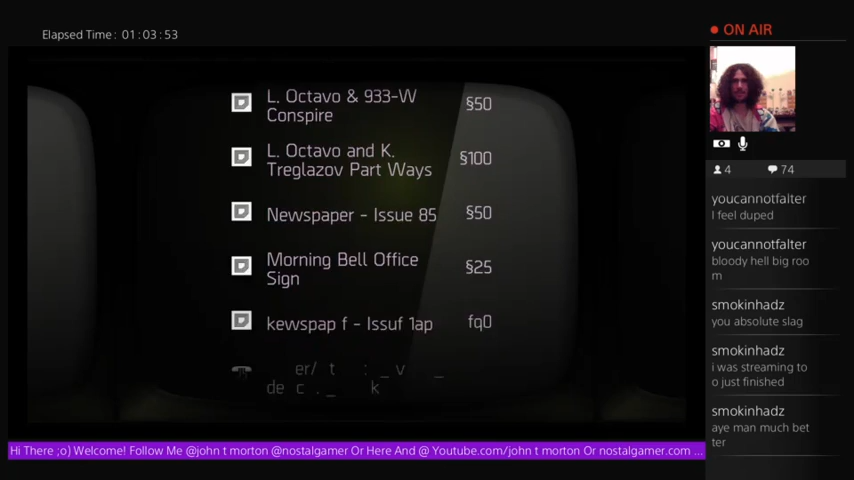 Elapsed Time: 01:03:53
ON AIR
L. Octavo & 933-W
Conspire
§50
L. Octavo and K.
Treglazov Part Ways
§100
Newspaper - Issue 85
§50
Morning Bell Office
Sign
§25
kewspap f - Issuf 1ap
fq0
er/ t : _ v _
de c . _ k
4
74
youcannotfalter
I feel duped
youcannotfalter
bloody hell big roo
m
smokinhadz
you absolute slag
smokinhadz
i was streaming to
o just finished
smokinhadz
aye man much bet
ter
Hi There ;o) Welcome! Follow Me @john t morton @nostalgamer Or Here And @ Youtube.com/john t morton Or nostalgamer.com ...